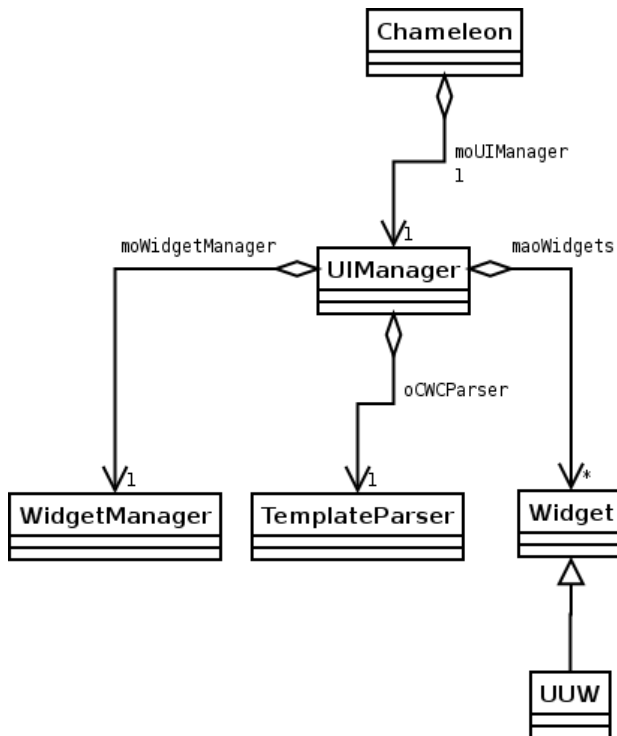 Chameleon
moUIManager
1
1
moWidgetManager
UIManager
maoWidgets
oCWCParser
1
1
*
WidgetManager
TemplateParser
Widget
UUW